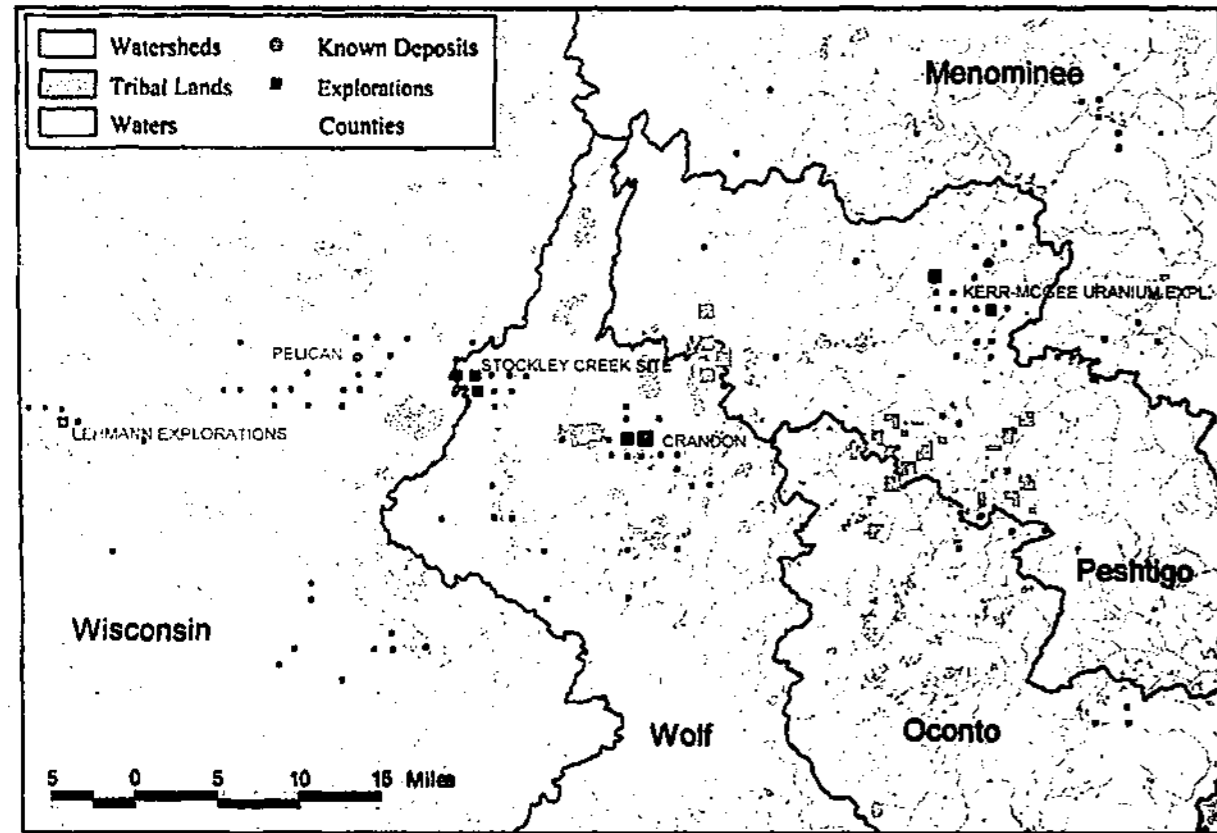 Watersheds
Known Deposits
Tribal Lands
Explorations
Waters
Counties
Menominee
KERR-MCGEE URANIUM EXPL.
PELICAN
STOCKLEY CREEK SITE
LEHMANN EXPLORATIONS
CRANDON
Peshtigo
Wisconsin
Wolf
Oconto
5 0 5 10 15 Miles